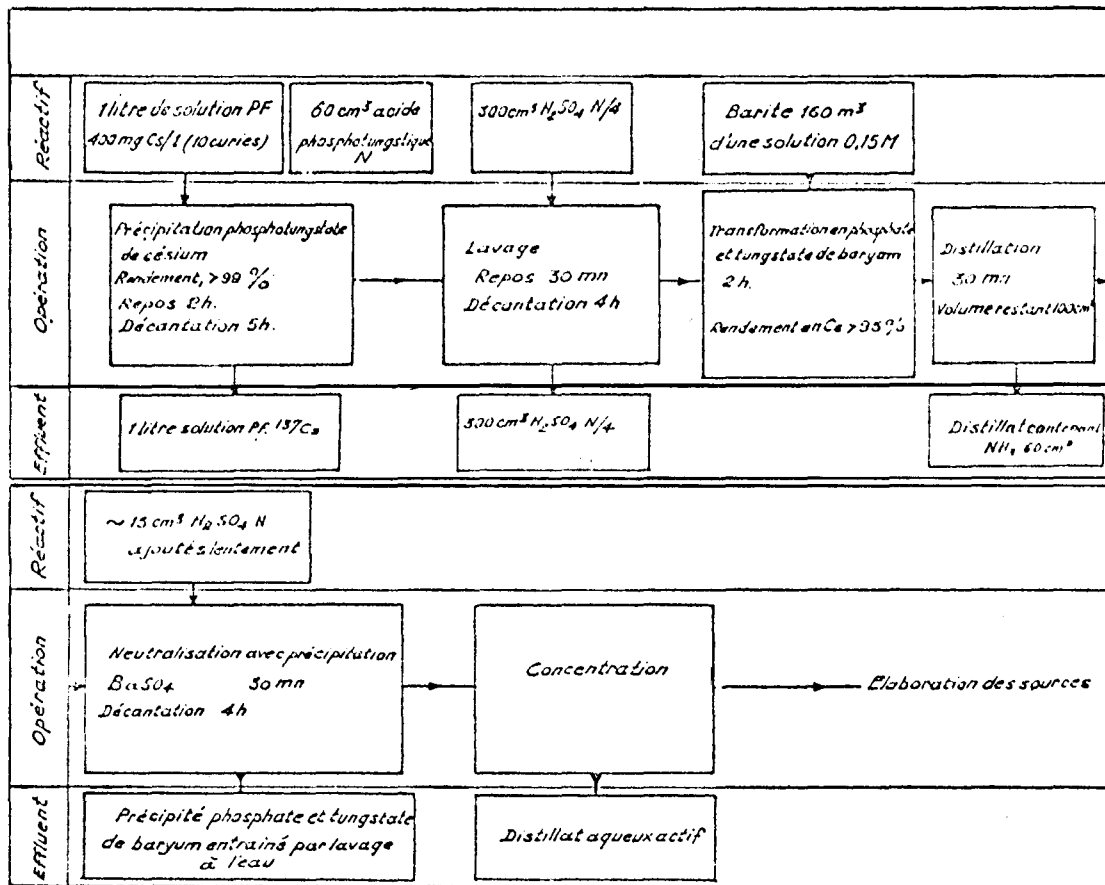 Réactif
1 litre de solution PF
400 mg Cs/l (10 curies)
60 cm³ acide
phosphotungstique
N
300 cm³ H₂SO₄ N/4
Barite 160 m³
d'une solution 0,15 M
Opération
Précipitation phosphotungstate
de césium
Rendement, >99 %
Repos 12h.
Décantation 5h.
Lavage
Repos 30 mn
Décantation 4h
Transformation en phosphate
et tungstate de baryum
2 h.
Rendement en Cs >95%
Distillation
30 mn
Volume restant 100cm³
Effluent
1 litre solution PF. ¹³⁷Cs
300 cm³ H₂SO₄ N/4
Distillat contenant
NH₃ 60 cm³
Réactif
~ 15 cm³ H₂SO₄ N
ajoutés lentement
Opération
Neutralisation avec précipitation
BaSO₄ 30 mn
Décantation 4h
Concentration
Elaboration des sources
Effluent
Précipité phosphate et tungstate
de baryum entrainé par lavage
à l'eau
Distillat aqueux actif